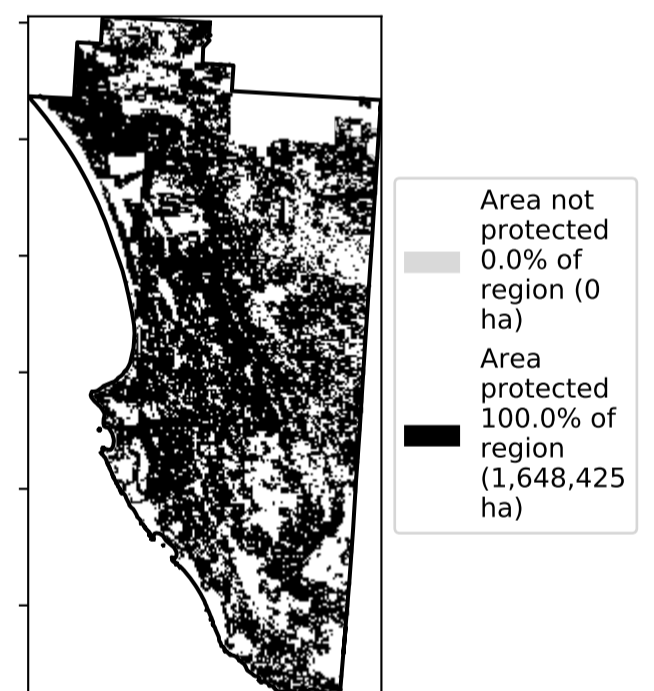 Area not
protected
0.0% of
region (0
ha)
Area
protected
100.0% of
region
(1,648,425
ha)